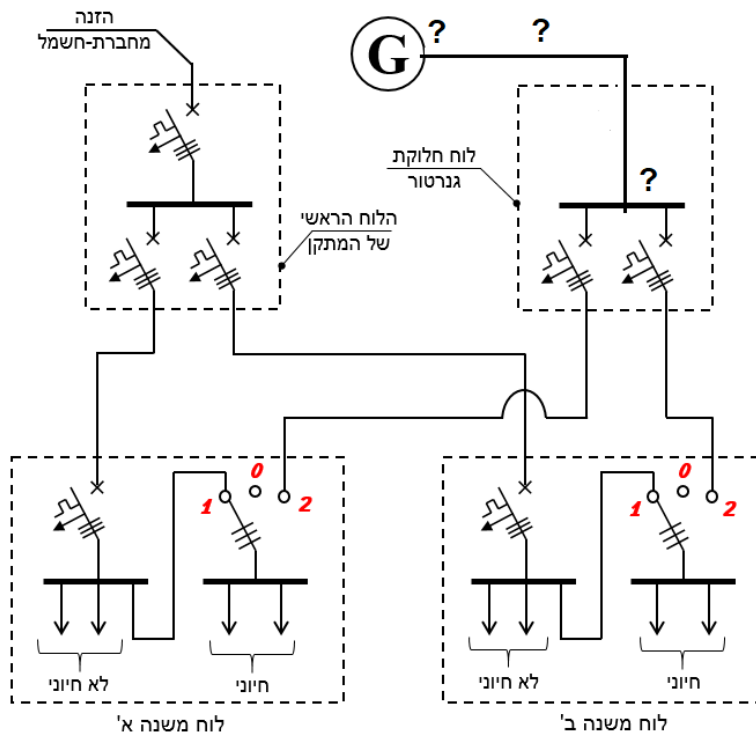 הזנה
מחברת-חשמל
G
?
?
לוח חלוקת
גנרטור
?
הלוח הראשי
של המתקן
0
1
2
0
1
2
לא חיוני
חיוני
לא חיוני
חיוני
לוח משנה א'
לוח משנה ב'